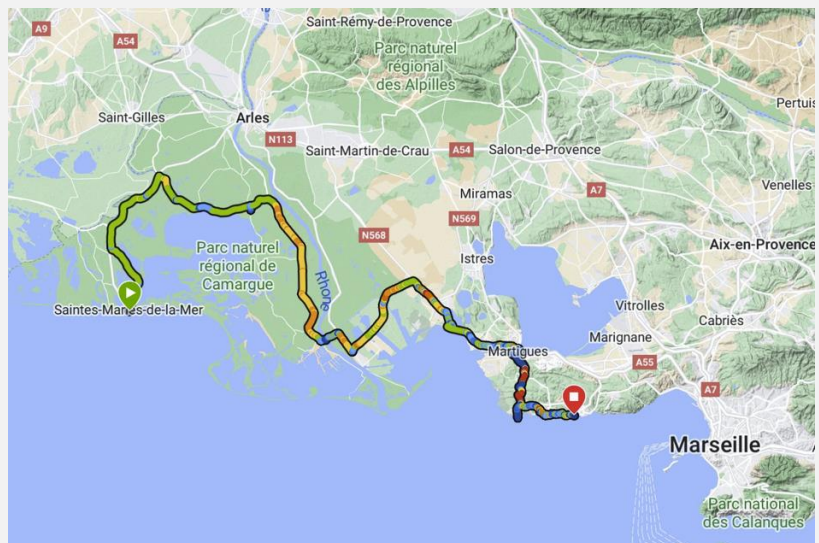 Saint-Rémy-de-Provence
A9
A54
Parc naturel
régional
des Alpilles
Pertuis
Saint-Gilles
Arles
N113
Saint-Martin-de-Crau
A54
Salon-de-Provence
A7
Venelles
Miramas
N569
N568
Aix-en-Provence
Parc naturel
régional de
Camargue
Istres
Rhône
Saintes-Maries-de-la-Mer
Vitrolles
Cabriès
Marignane
Martigues
A55
A7
Marseille
Parc national
des Calanques